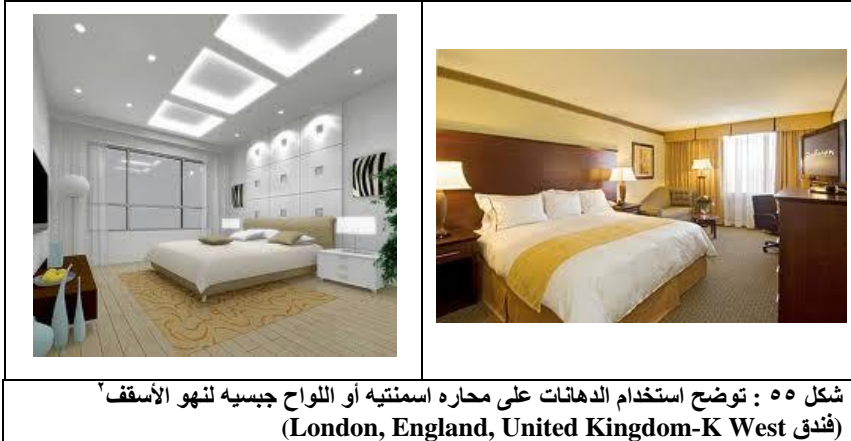 شكل ٥٥ : توضح استخدام الدهانات على محاره اسمنتيه أو اللواح جبسيه لنهو الأسقف٢
(فندق London, England, United Kingdom-K West)